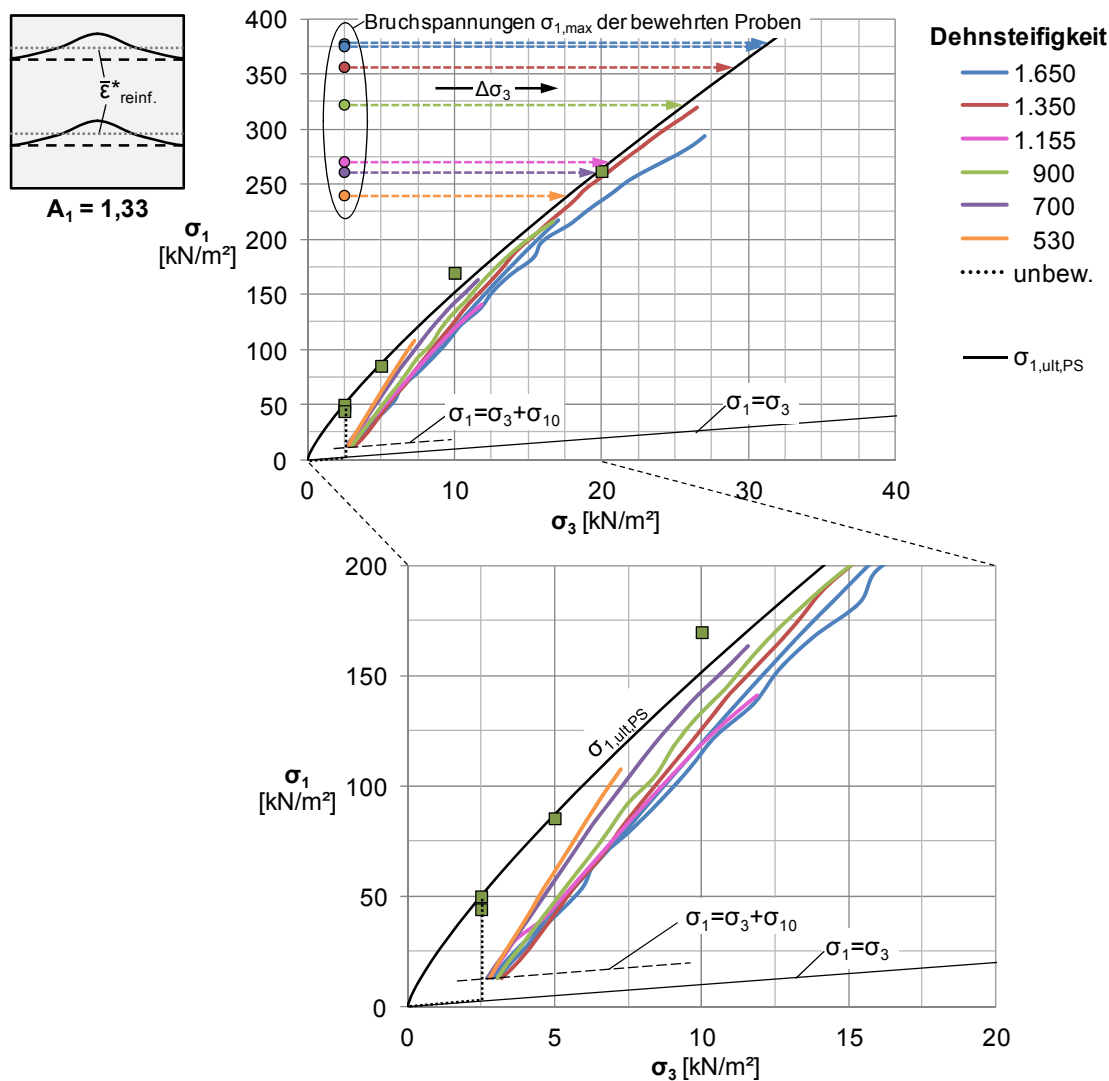 ε̅*reinf.
A₁ = 1,33
Bruchspannungen σ₁,max der bewehrten Proben
Δσ₃
σ₁
[kN/m²]
400
350
300
250
200
150
100
50
0
σ₁=σ₃+σ₁₀
σ₁=σ₃
0 10 20 30 40
σ₃ [kN/m²]
Dehnsteifigkeit
1.650
1.350
1.155
900
700
530
unbew.
σ₁,ult,PS
σ₁
[kN/m²]
200
150
100
50
0
σ₁,ult,PS
σ₁=σ₃+σ₁₀
σ₁=σ₃
0 5 10 15 20
σ₃ [kN/m²]